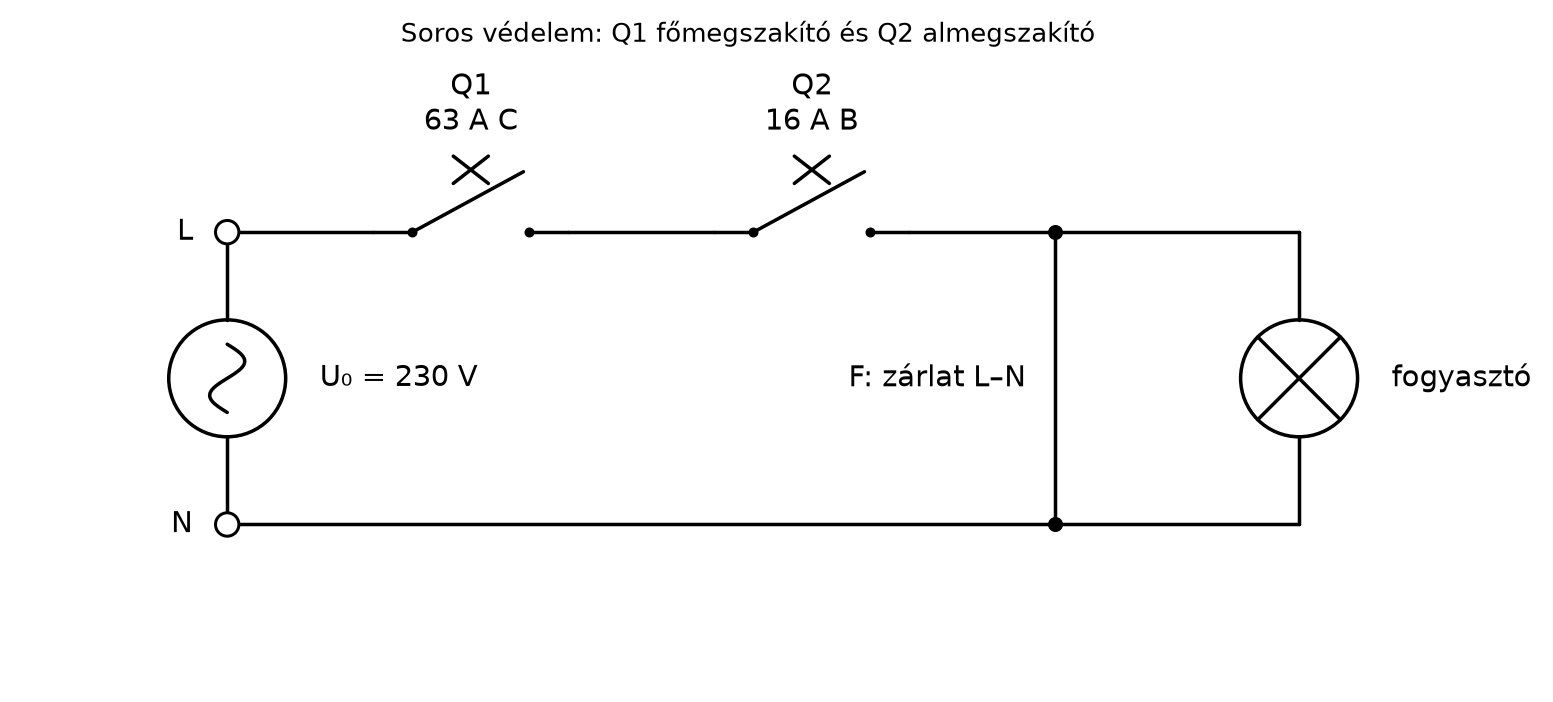 Soros védelem: Q1 főmegszakító és Q2 almegszakító
Q1
63 A C
Q2
16 A B
L
U₀ = 230 V
F: zárlat L–N
fogyasztó
N